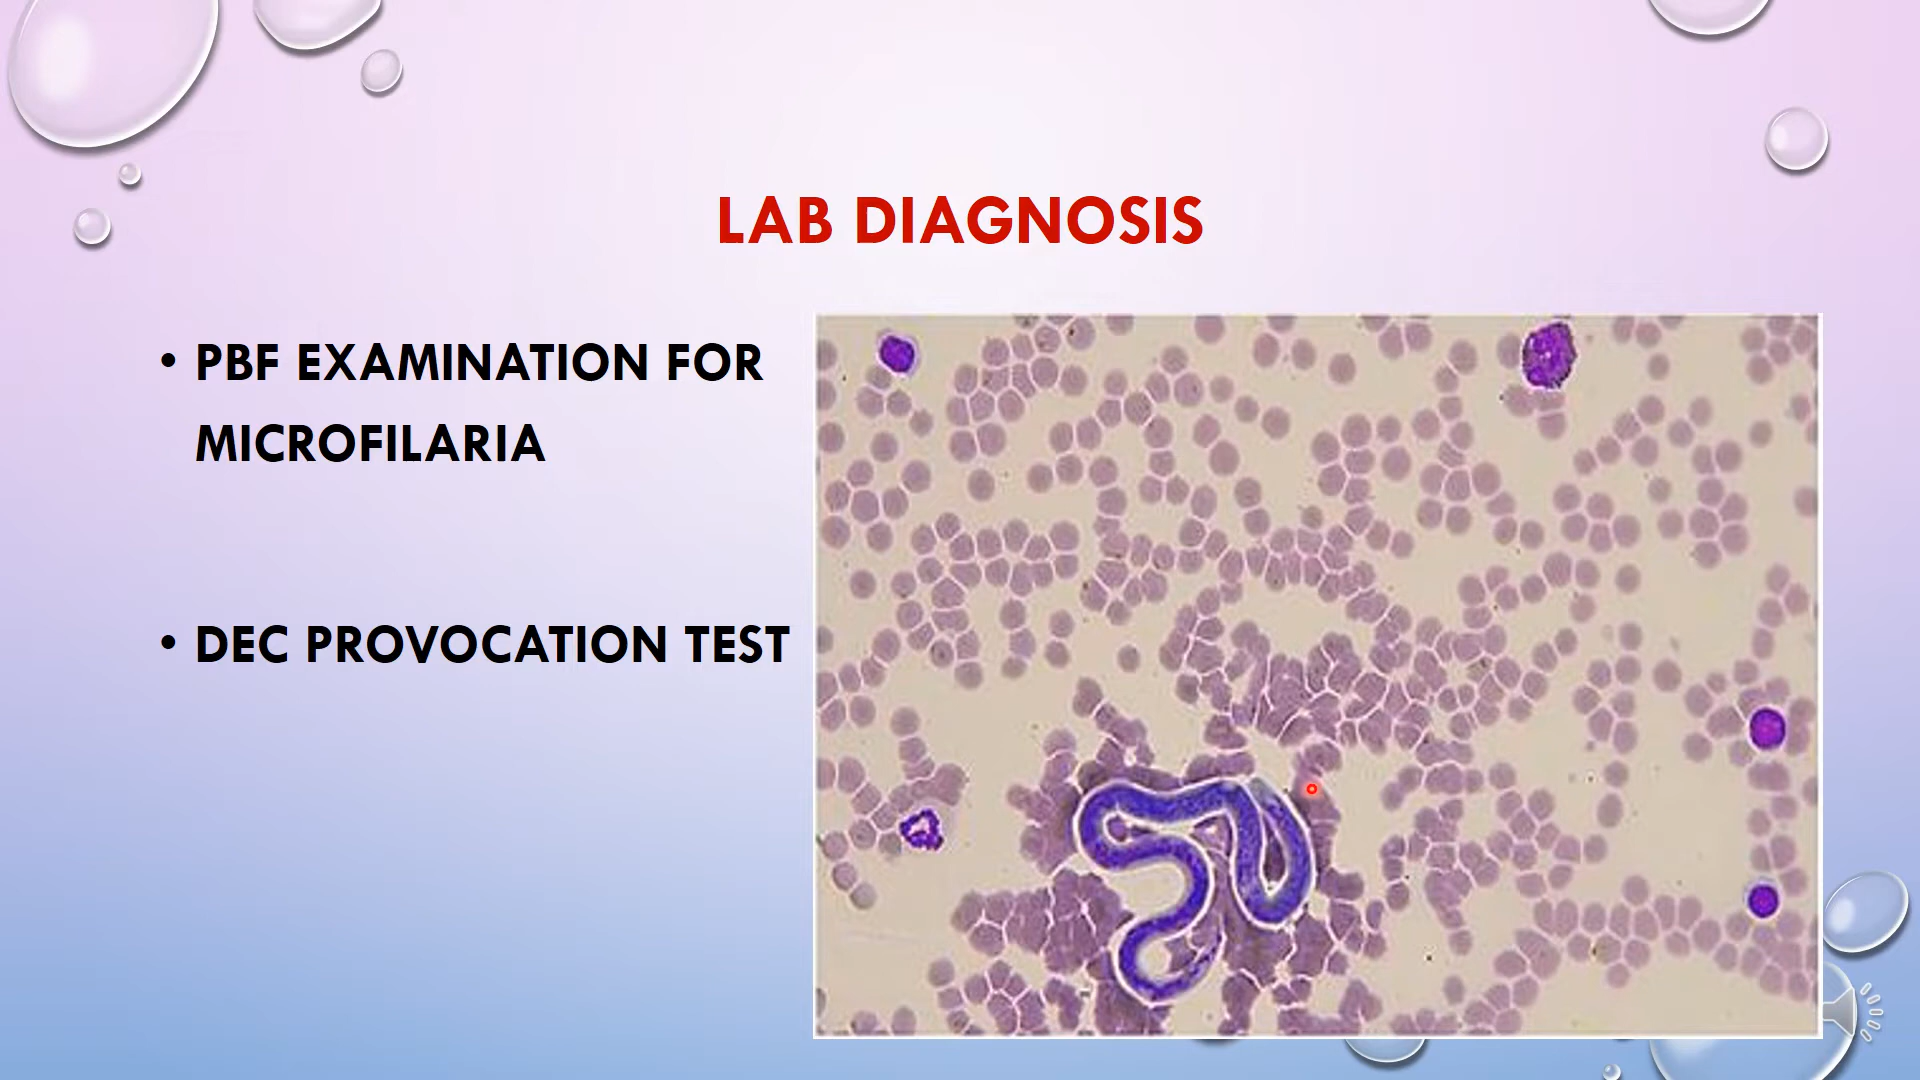 LAB DIAGNOSIS
• PBF EXAMINATION FOR
MICROFILARIA
• DEC PROVOCATION TEST